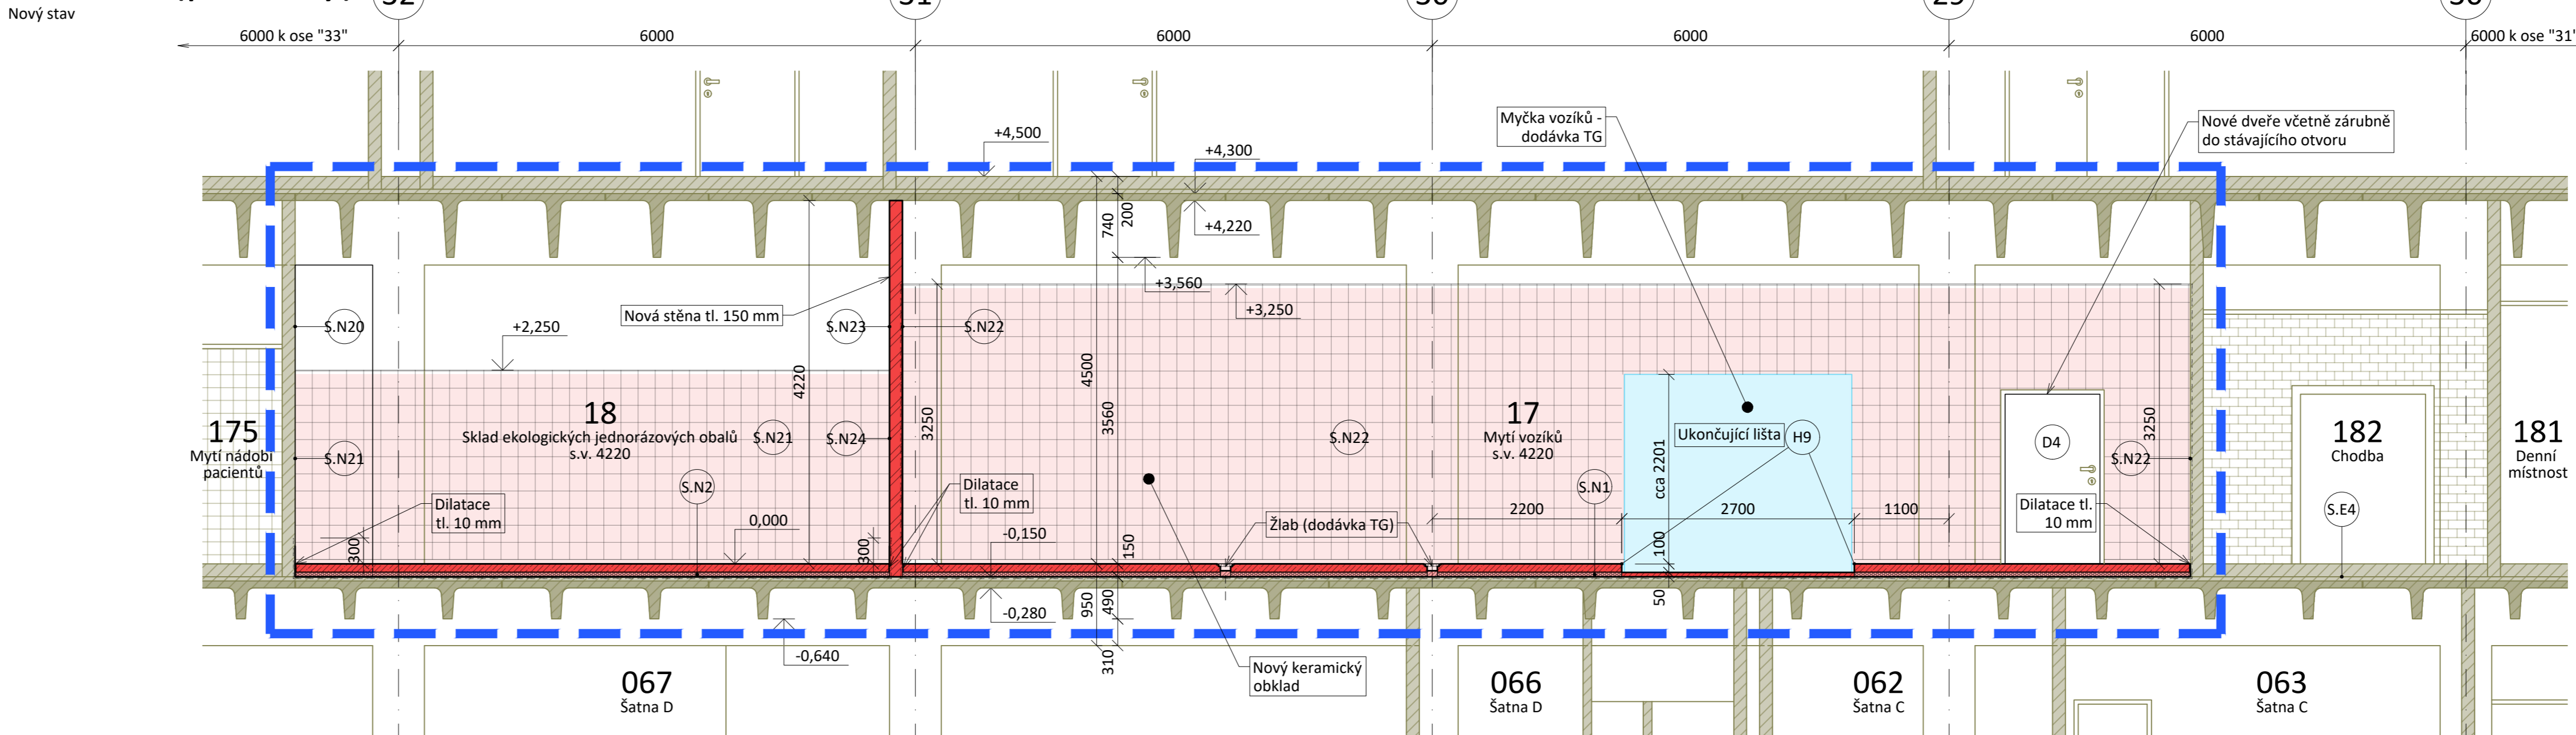 Nový stav
32
31
30
29
30
6000 k ose "33"
6000
6000
6000
6000
6000 k ose "31"
+4,500
+4,300
+4,220
200
740
Myčka vozíků -
dodávka TG
Nové dveře včetně zárubně
do stávajícího otvoru
+3,560
+3,250
Nová stěna tl. 150 mm
S.N20
+2,250
S.N23
S.N22
4220
3250
4500
3560
3250
175
Mytí nádobí
pacientů
S.N21
18
Sklad ekologických jednorázových obalů
s.v. 4220
S.N21
S.N24
S.N2
S.N22
17
Mytí vozíků
s.v. 4220
S.N1
Ukončující lišta
H9
cca 2201
D4
S.N22
182
Chodba
S.E4
181
Denní
místnost
Dilatace
tl. 10 mm
0,000
300
300
Dilatace
tl. 10 mm
-0,150
150
Žlab (dodávka TG)
2200
2700
1100
100
50
Dilatace tl.
10 mm
-0,280
950
490
310
-0,640
067
Šatna D
Nový keramický
obklad
066
Šatna D
062
Šatna C
063
Šatna C